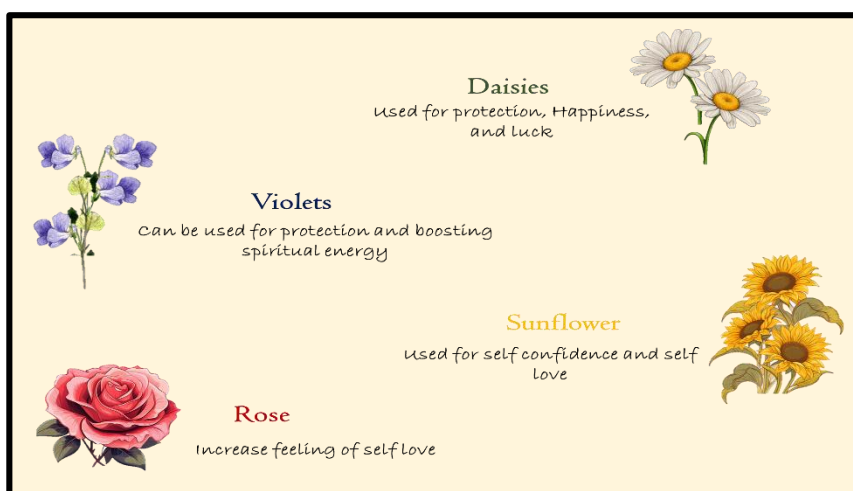 Daisies
Used for protection, Happiness,
and luck
Violets
Can be used for protection and boosting
spiritual energy
Sunflower
Used for self confidence and self
love
Rose
Increase feeling of self love